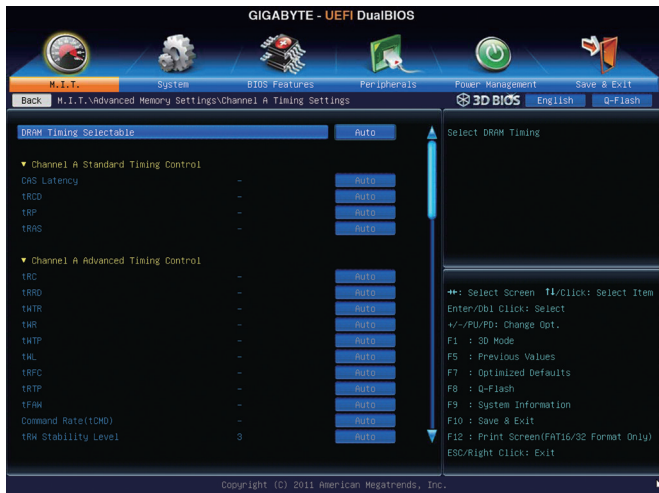 GIGABYTE - UEFI DualBIOS
M.I.T. System BIOS Features Peripherals Power Management Save & Exit
Back M.I.T.\Advanced Memory Settings\Channel A Timing Settings 3D BIOS English Q-Flash
DRAM Timing Selectable Auto
▼ Channel A Standard Timing Control
CAS Latency - Auto
tRCD - Auto
tRP - Auto
tRAS - Auto
▼ Channel A Advanced Timing Control
tRC - Auto
tRRD - Auto
tWTR - Auto
tWR - Auto
tWTP - Auto
tWL - Auto
tRFC - Auto
tRTP - Auto
tFAW - Auto
Command Rate(tCMD) - Auto
tRW Stability Level 3 Auto
Select DRAM Timing
→←: Select Screen ↑↓/Click: Select Item
Enter/Dbl Click: Select
+/-/PU/PD: Change Opt.
F1 : 3D Mode
F5 : Previous Values
F7 : Optimized Defaults
F8 : Q-Flash
F9 : System Information
F10 : Save & Exit
F12 : Print Screen(FAT16/32 Format Only)
ESC/Right Click: Exit
Copyright (C) 2011 American Megatrends, Inc.